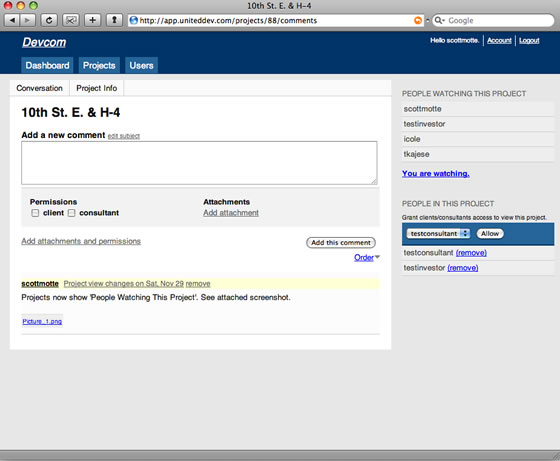 10th St. E. & H-4
http://app.uniteddev.com/projects/88/comments
Google
Devcom
Hello scottmotte. Account Logout
Dashboard Projects Users
Conversation Project Info
10th St. E. & H-4
Add a new comment edit subject
Permissions
client consultant
Attachments
Add attachment
Add attachments and permissions
Add this comment
Order
scottmotte Project view changes on Sat, Nov 29 remove
Projects now show 'People Watching This Project'. See attached screenshot.
Picture_1.png
PEOPLE WATCHING THIS PROJECT
scottmotte
testinvestor
icole
tkajese
You are watching.
PEOPLE IN THIS PROJECT
Grant clients/consultants access to view this project.
testconsultant Allow
testconsultant (remove)
testinvestor (remove)